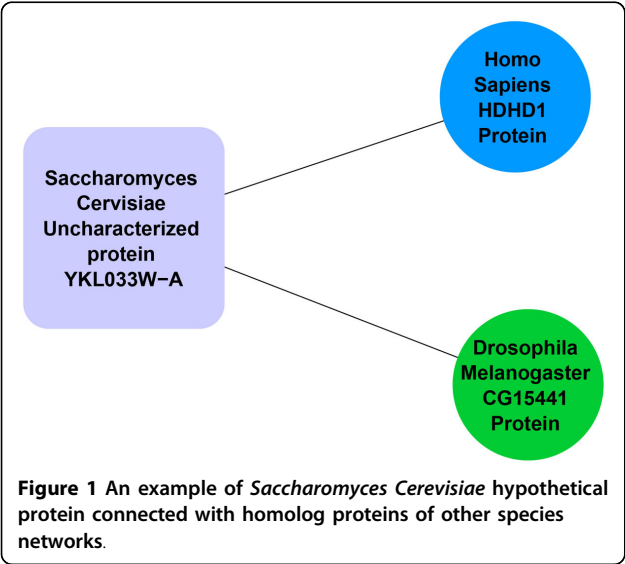 Homo
Sapiens
HDHD1
Protein
Saccharomyces
Cervisiae
Uncharacterized
protein
YKL033W−A
Drosophila
Melanogaster
CG15441
Protein
Figure 1 An example of Saccharomyces Cerevisiae hypothetical
protein connected with homolog proteins of other species
networks.